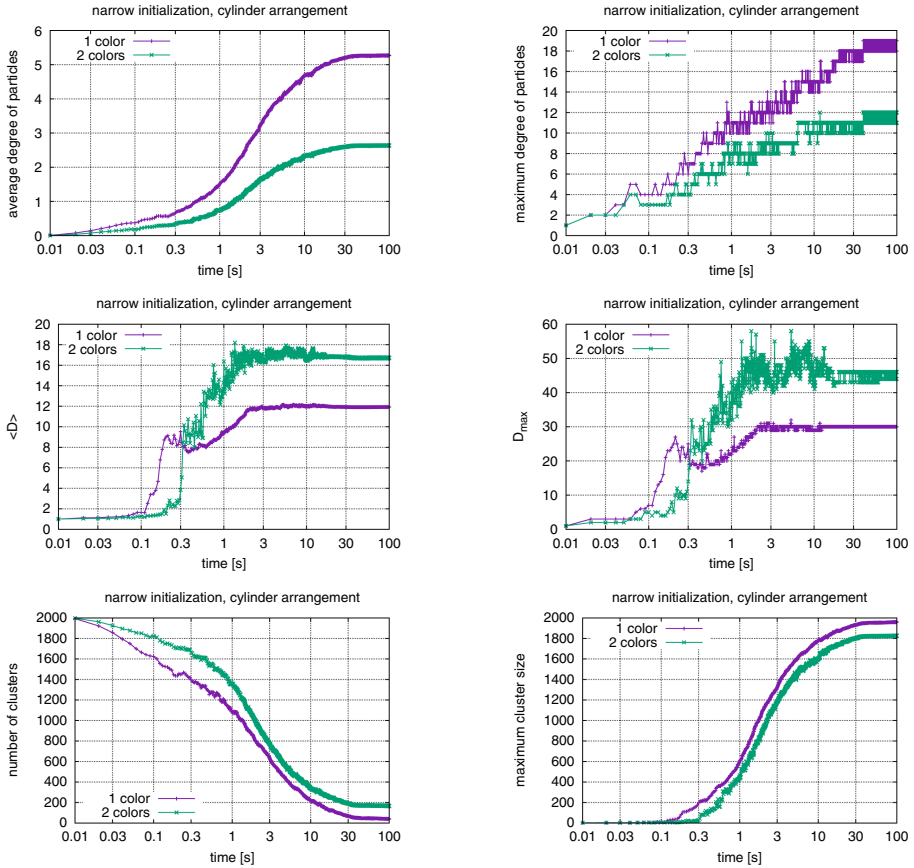 narrow initialization, cylinder arrangement
average degree of particles
6
5
4
3
2
1
0
1 color
2 colors
0.01 0.03 0.1 0.3 1 3 10 30 100
time [s]
narrow initialization, cylinder arrangement
maximum degree of particles
20
18
16
14
12
10
8
6
4
2
0
1 color
2 colors
0.01 0.03 0.1 0.3 1 3 10 30 100
time [s]
narrow initialization, cylinder arrangement
<D>
20
18
16
14
12
10
8
6
4
2
0
1 color
2 colors
0.01 0.03 0.1 0.3 1 3 10 30 100
time [s]
narrow initialization, cylinder arrangement
Dmax
60
50
40
30
20
10
0
1 color
2 colors
0.01 0.03 0.1 0.3 1 3 10 30 100
time [s]
narrow initialization, cylinder arrangement
number of clusters
2000
1800
1600
1400
1200
1000
800
600
400
200
0
1 color
2 colors
0.01 0.03 0.1 0.3 1 3 10 30 100
time [s]
narrow initialization, cylinder arrangement
maximum cluster size
2000
1800
1600
1400
1200
1000
800
600
400
200
0
1 color
2 colors
0.01 0.03 0.1 0.3 1 3 10 30 100
time [s]